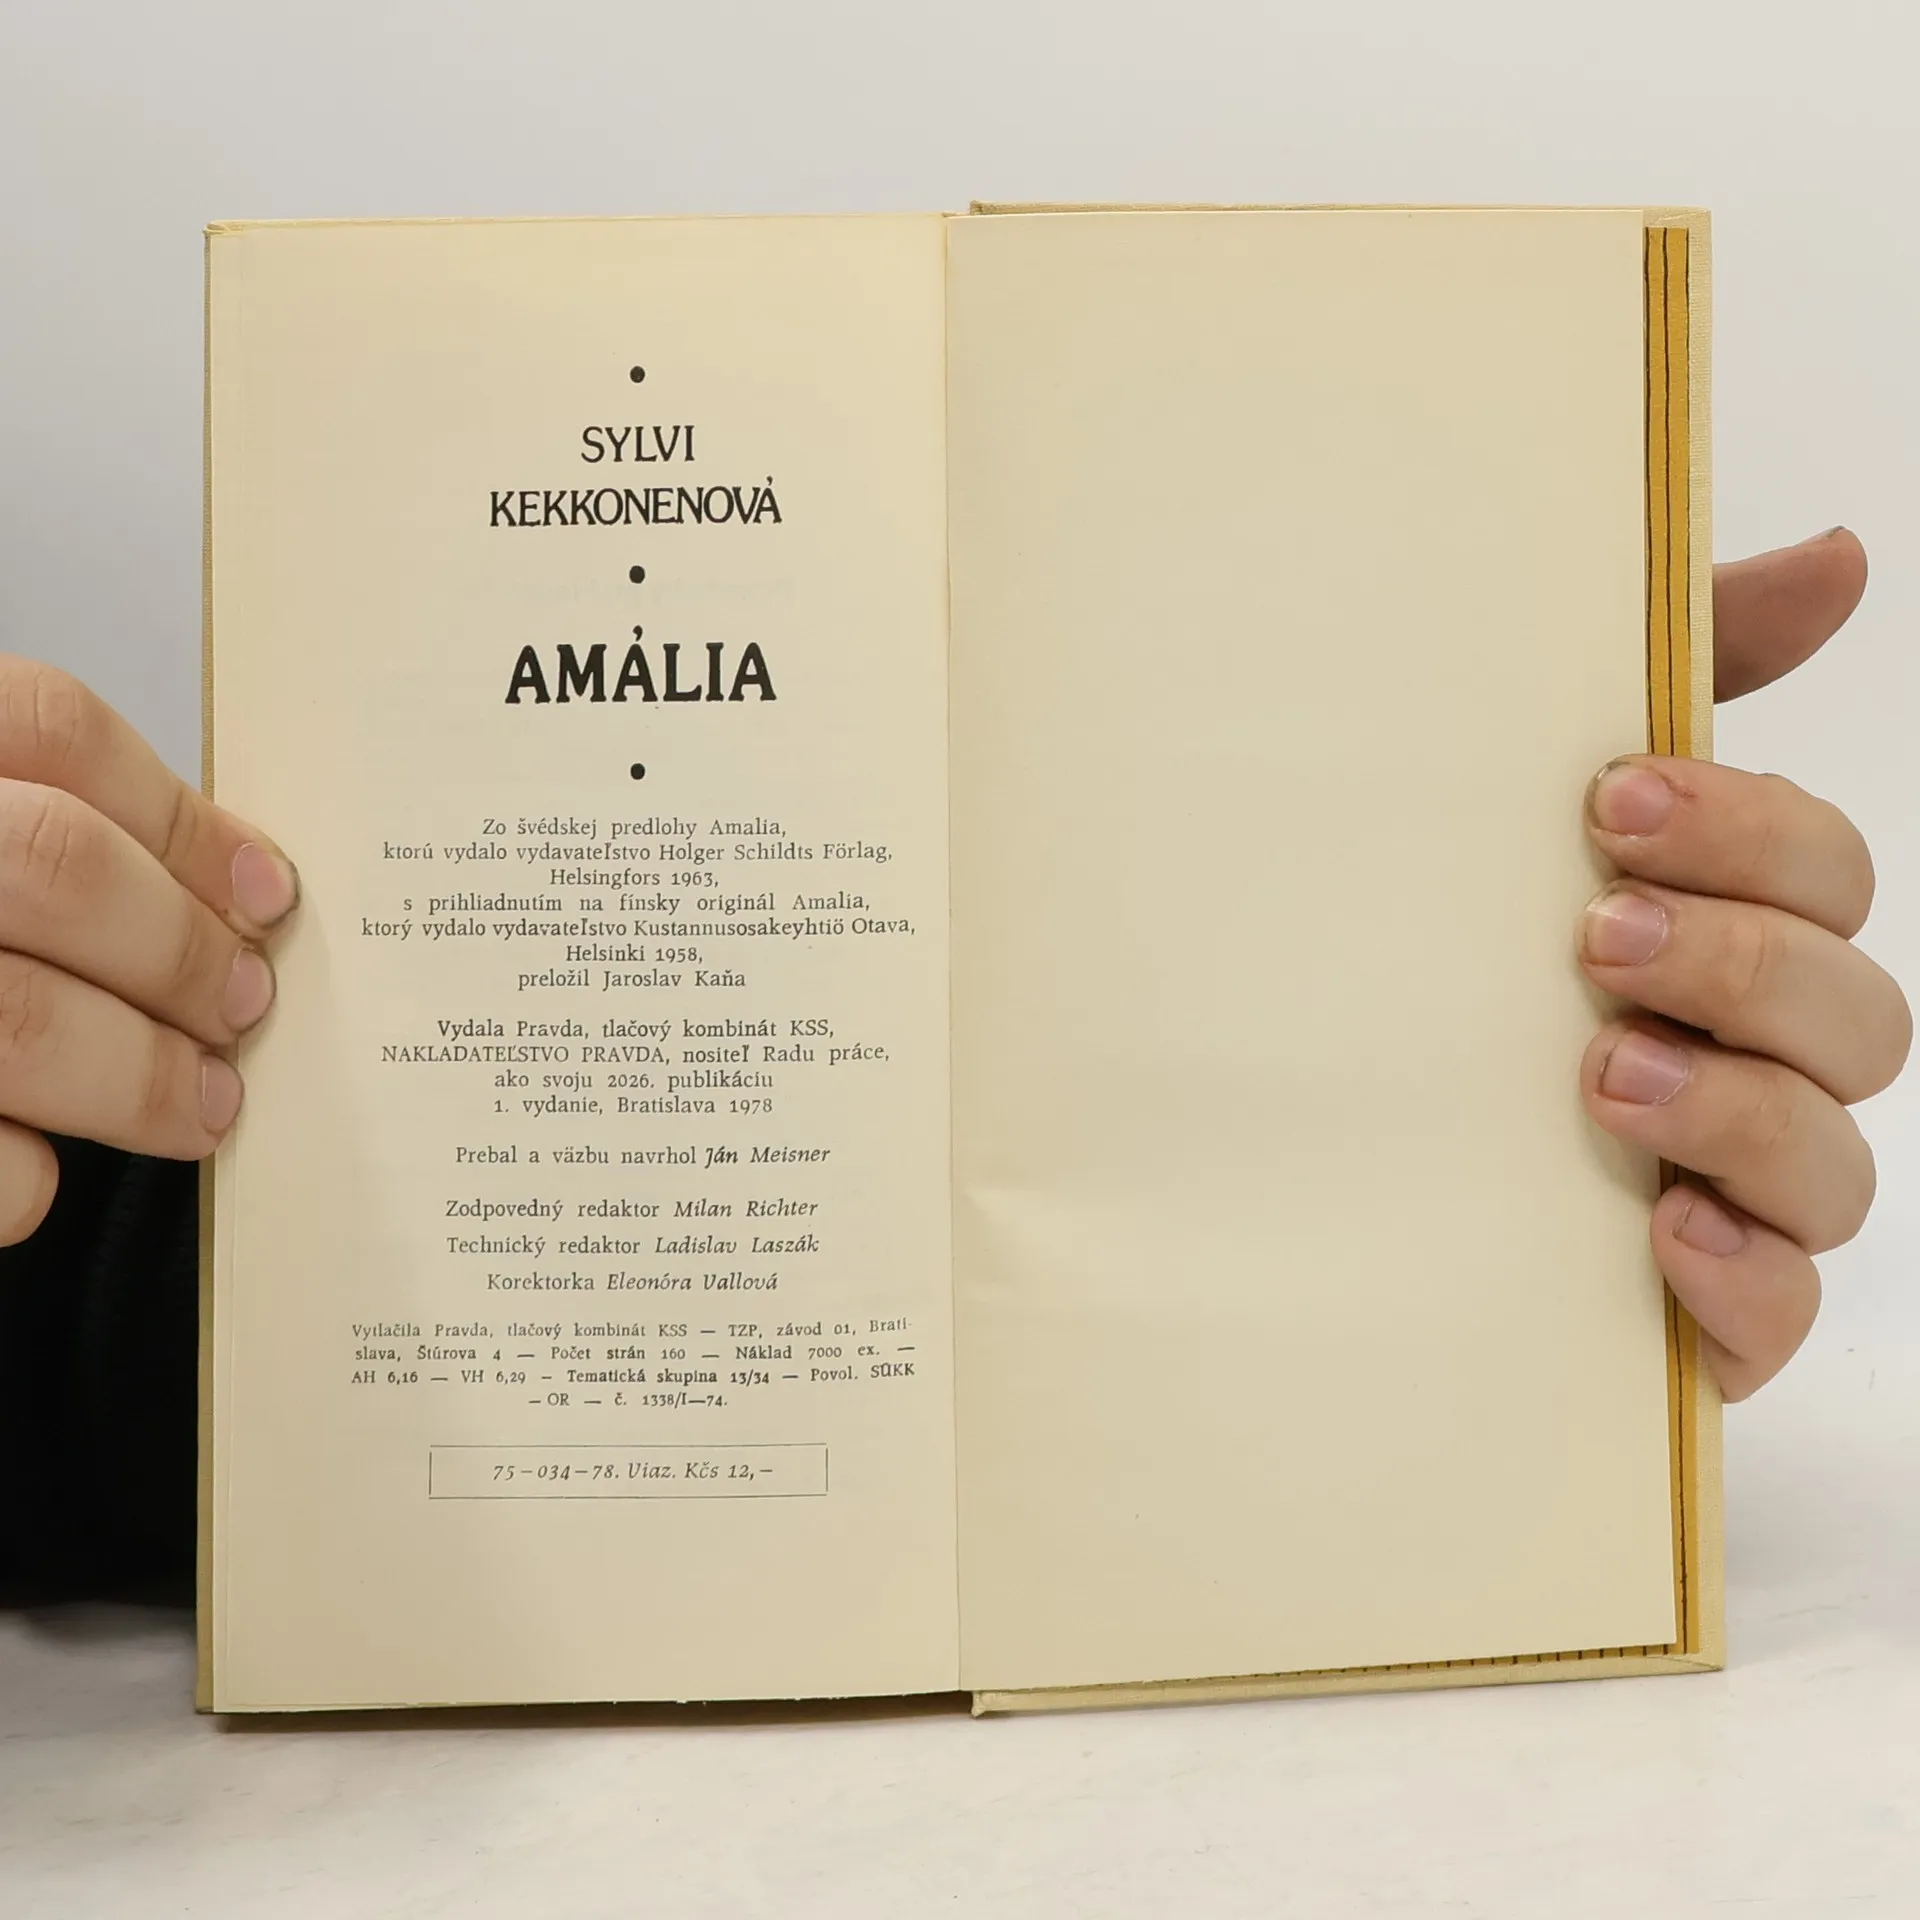 SYLVI
KEKKONENOVÁ
AMÁLIA
Zo švédskej predlohy Amalia,
ktorú vydalo vydavateľstvo Holger Schildts Förlag,
Helsingfors 1963,
s prihliadnutím na fínsky originál Amalia,
ktorý vydalo vydavateľstvo Kustannusosakeyhtiö Otava,
Helsinki 1958,
preložil Jaroslav Kaňa
Vydala Pravda, tlačový kombinát KSS,
NAKLADATEĽSTVO PRAVDA, nositeľ Radu práce,
ako svoju 2026. publikáciu
1. vydanie, Bratislava 1978
Prebal a väzbu navrhol Ján Meisner
Zodpovedný redaktor Milan Richter
Technický redaktor Ladislav Laszák
Korektorka Eleonóra Vallová
Vytlačila Pravda, tlačový kombinát KSS — TZP, závod 01, Brati-
slava, Štúrova 4 — Počet strán 160 — Náklad 7000 ex. —
AH 6,16 — VH 6,29 – Tematická skupina 13/34 — Povol. SÚKK
— OR — č. 1338/I—74.
75–034–78. Viaz. Kčs 12,–